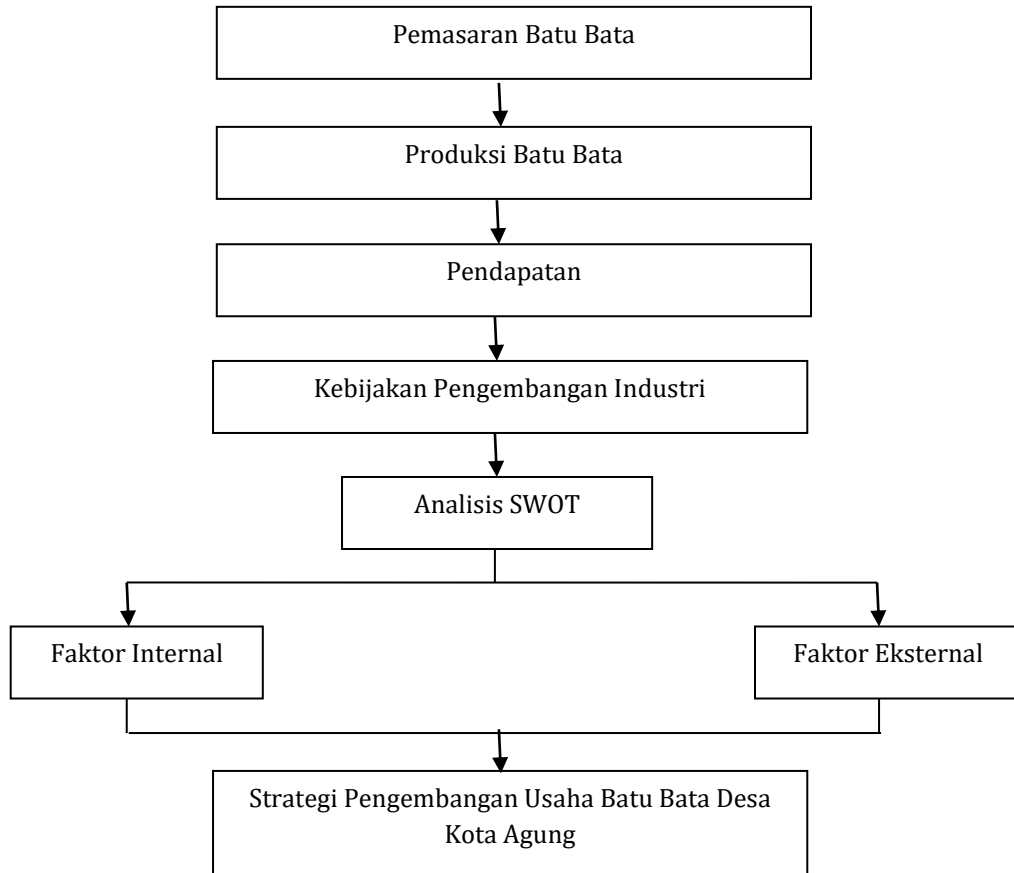 Pemasaran Batu Bata
Produksi Batu Bata
Pendapatan
Kebijakan Pengembangan Industri
Analisis SWOT
Faktor Internal
Faktor Eksternal
Strategi Pengembangan Usaha Batu Bata Desa
Kota Agung